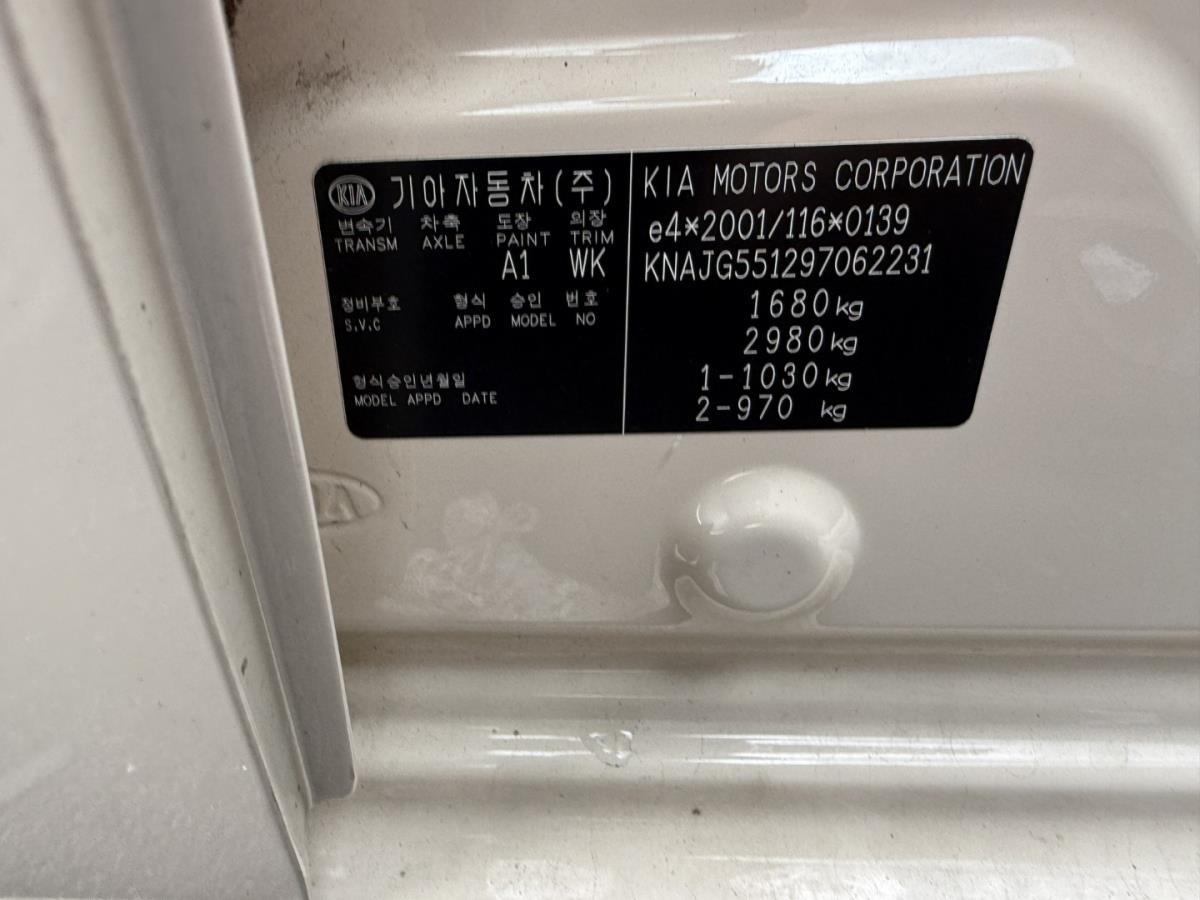 KIA 기아자동차(주)
변속기 차축 도장 의장
TRANSM AXLE PAINT TRIM
A1 WK
정비부호 형식 승인 번호
S.V.C APPD MODEL NO
형식승인년월일
MODEL APPD DATE
KIA MOTORS CORPORATION
e4*2001/116*0139
KNAJG551297062231
1680kg
2980kg
1-1030kg
2-970 kg